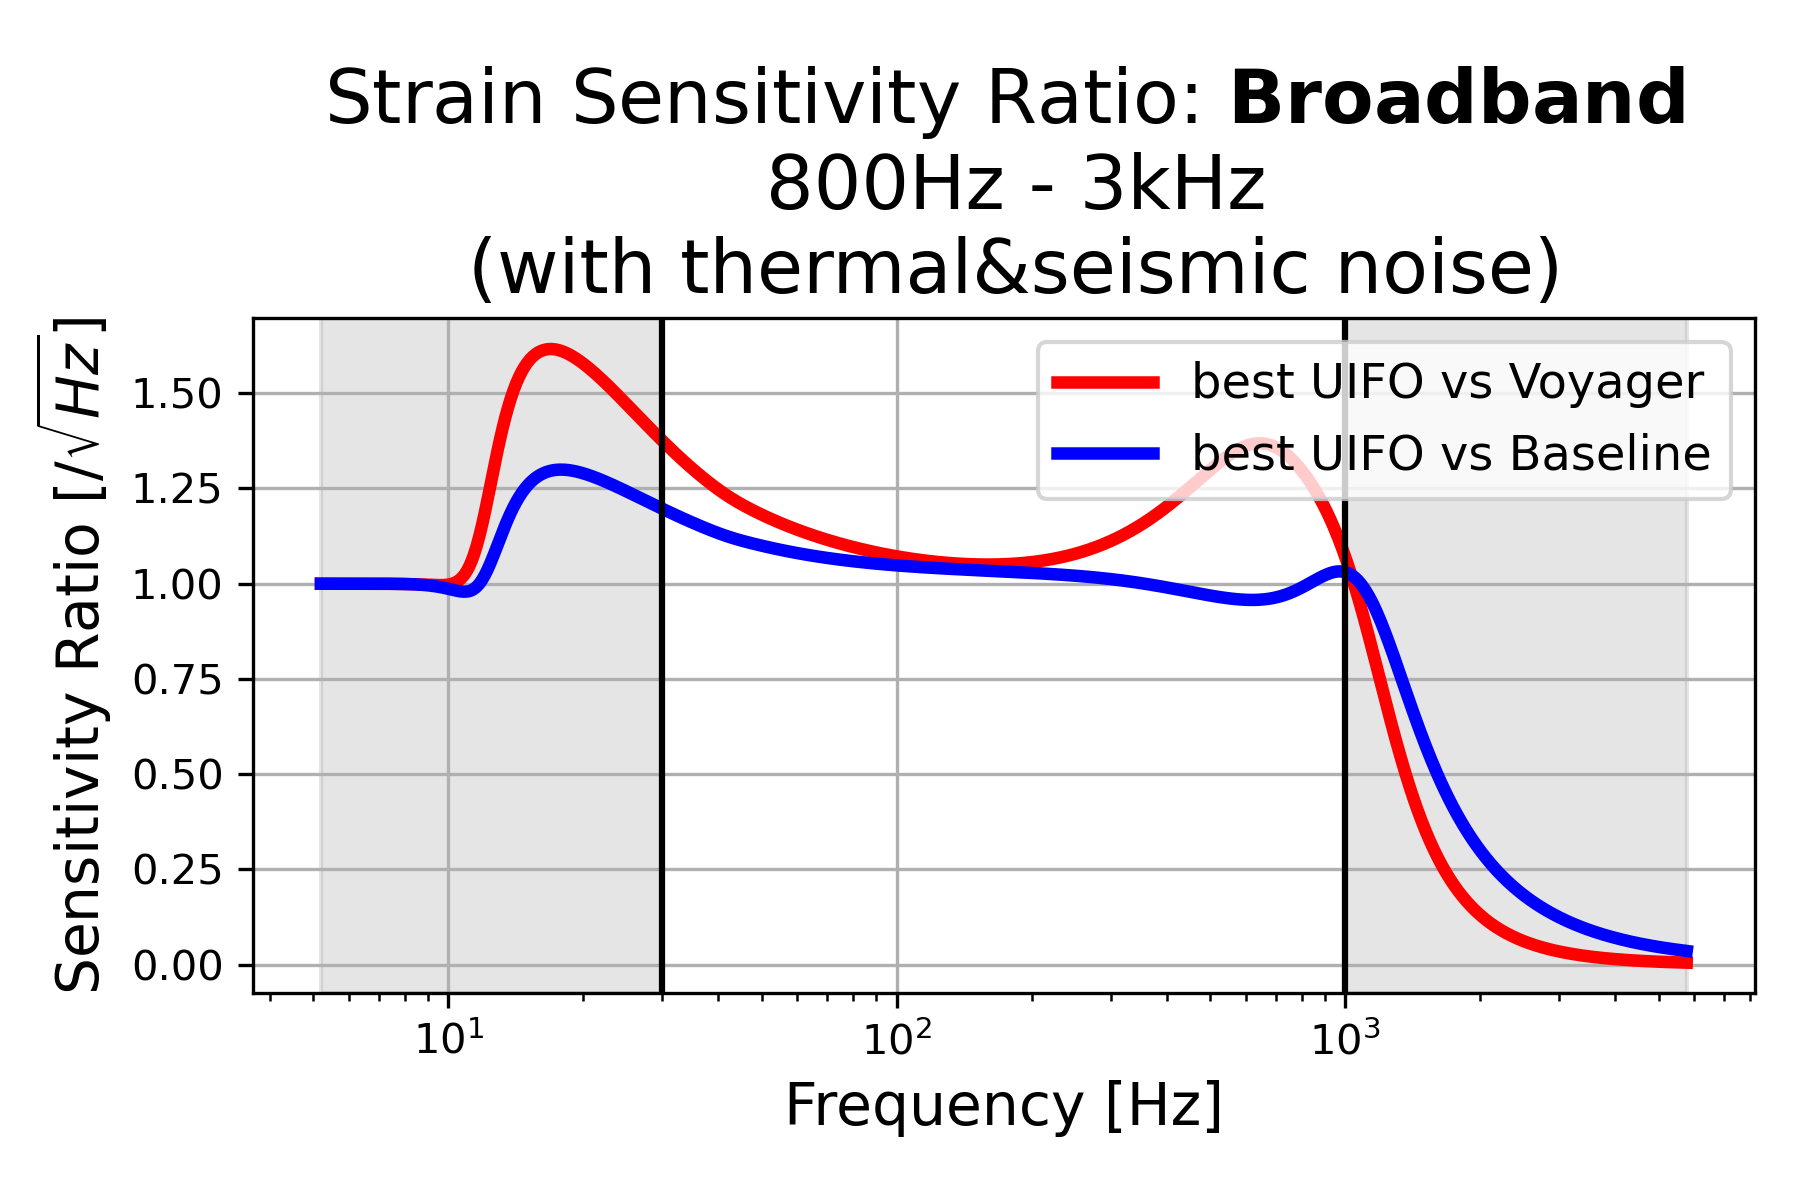 Strain Sensitivity Ratio: Broadband
800Hz - 3kHz
(with thermal&seismic noise)
Sensitivity Ratio [/√Hz]
1.50
1.25
1.00
0.75
0.50
0.25
0.00
best UIFO vs Voyager
best UIFO vs Baseline
10¹
10²
10³
Frequency [Hz]